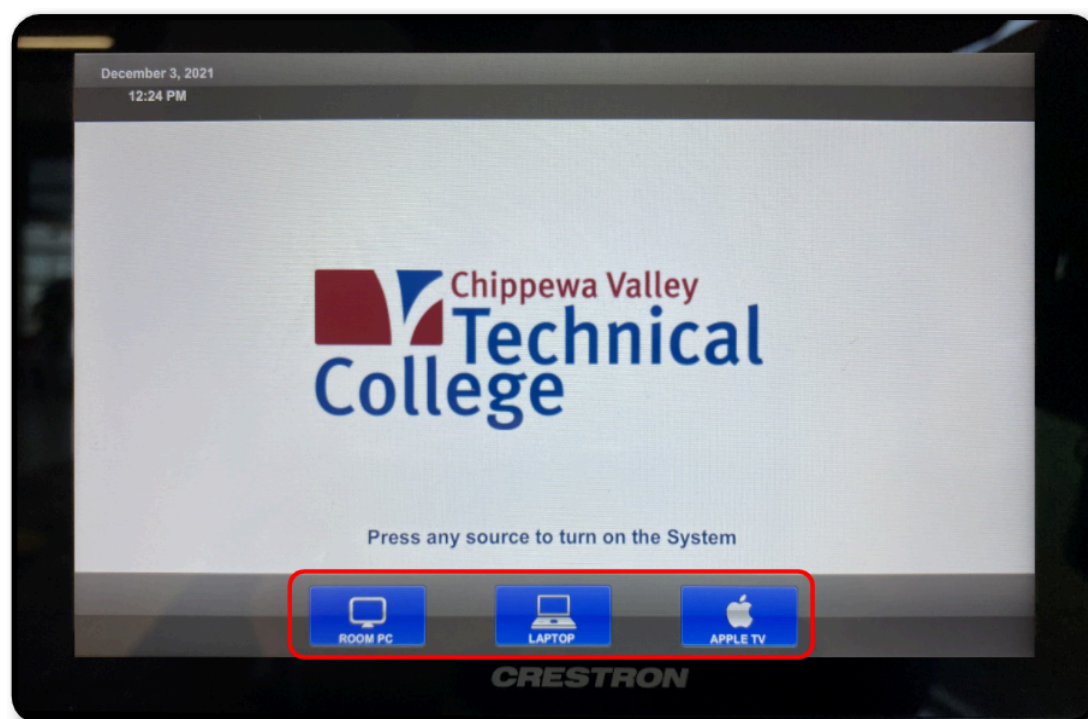 December 3, 2021
12:24 PM
Chippewa Valley
Technical
College
Press any source to turn on the System
ROOM PC LAPTOP APPLE TV
CRESTRON